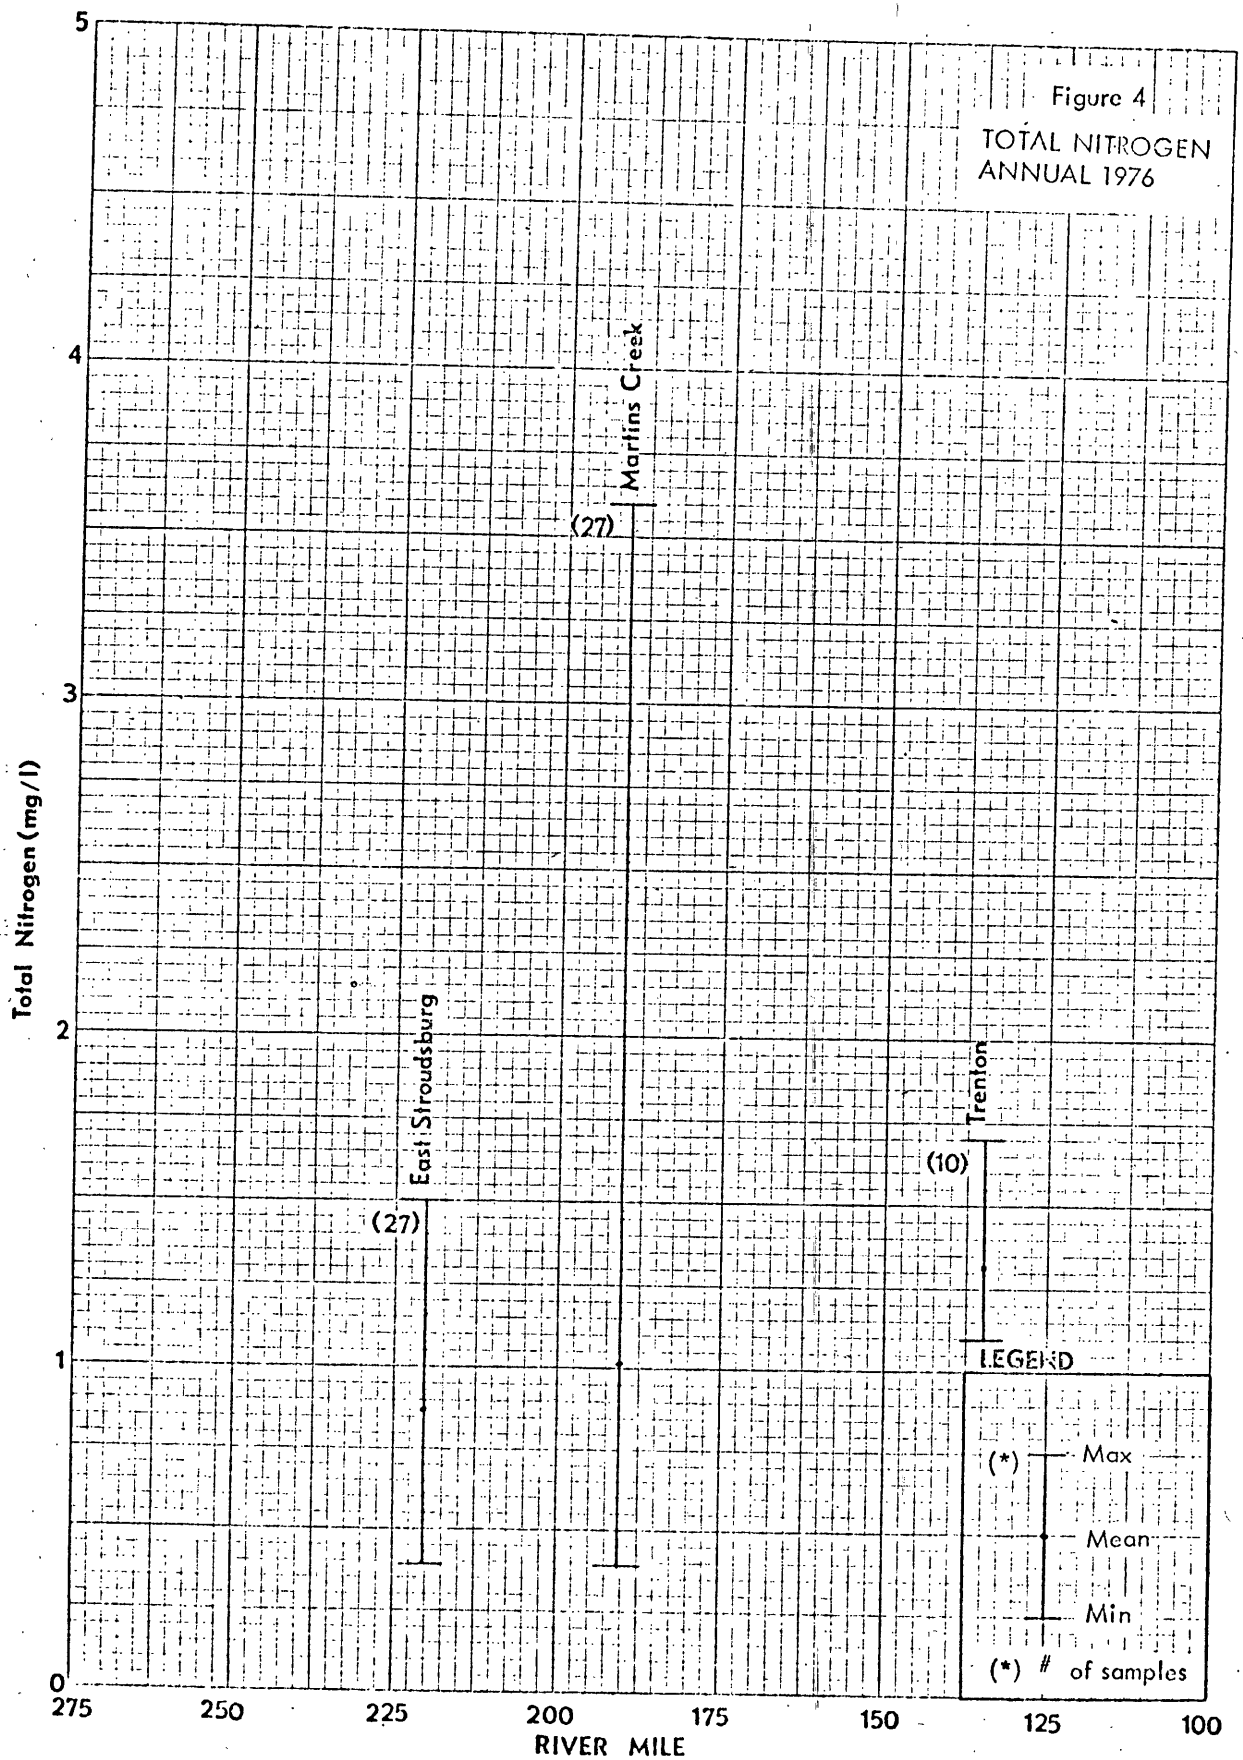 Figure 4
TOTAL NITROGEN
ANNUAL 1976
5
4
3
2
1
0
Total Nitrogen (mg/l)
Martins Creek
(27)
East Stroudsburg
(27)
Trenton
(10)
LEGEND
(*) Max
Mean
Min
(*) # of samples
275 250 225 200 175 150 125 100
RIVER MILE